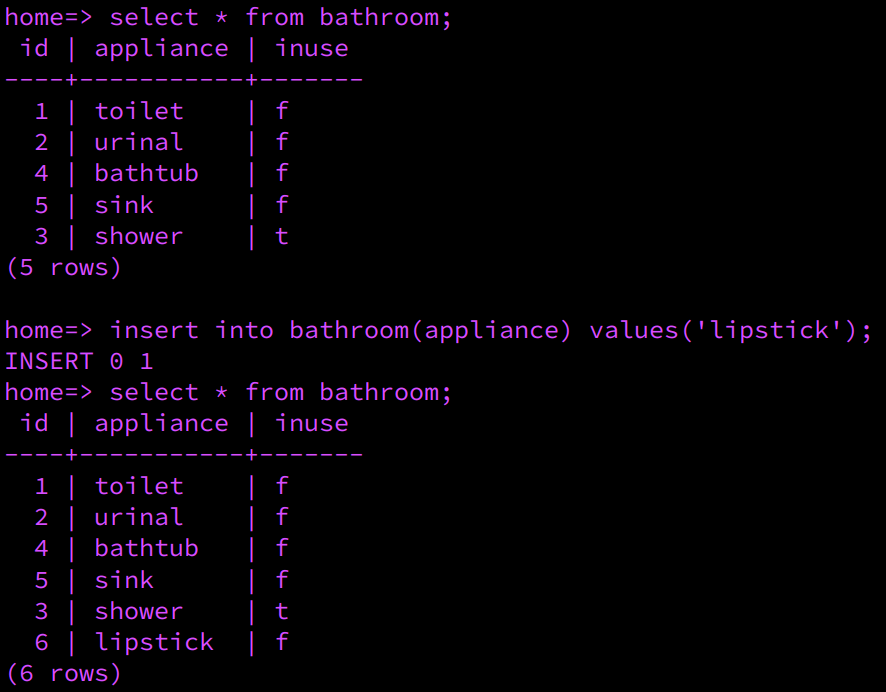 home=> select * from bathroom;
 id | appliance | inuse
----+-----------+-------
  1 | toilet    | f
  2 | urinal    | f
  4 | bathtub   | f
  5 | sink      | f
  3 | shower    | t
(5 rows)

home=> insert into bathroom(appliance) values('lipstick');
INSERT 0 1
home=> select * from bathroom;
 id | appliance | inuse
----+-----------+-------
  1 | toilet    | f
  2 | urinal    | f
  4 | bathtub   | f
  5 | sink      | f
  3 | shower    | t
  6 | lipstick  | f
(6 rows)